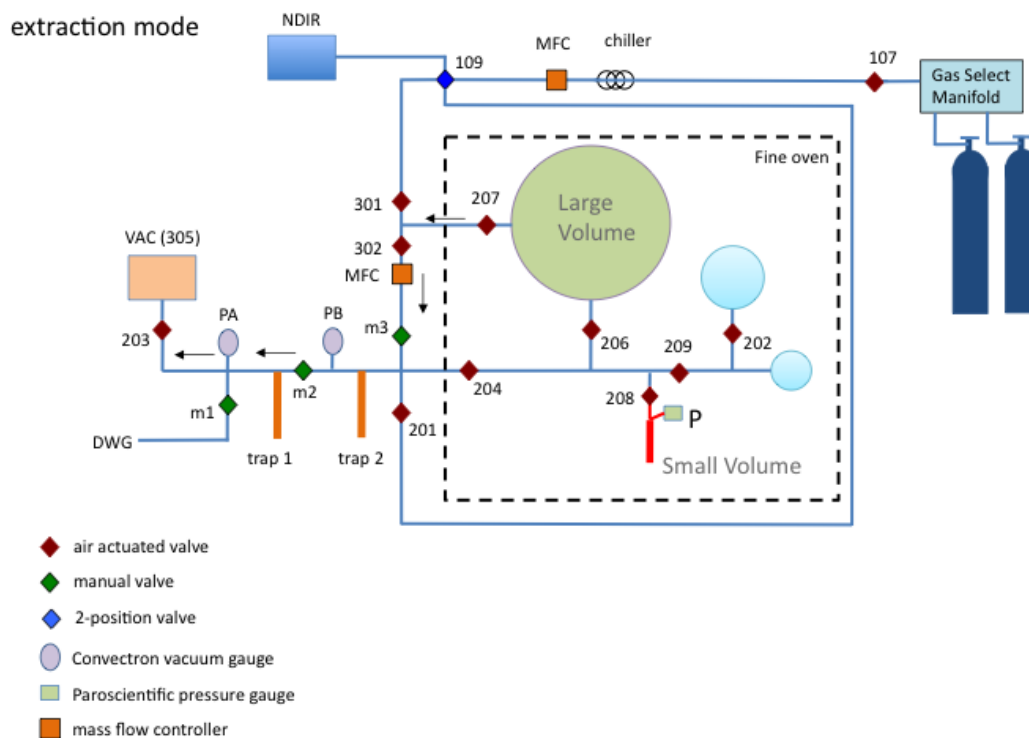 extraction mode
NDIR
109
MFC
chiller
107
Gas Select
Manifold
Fine oven
301
207
Large
Volume
VAC (305)
302
MFC
PA
PB
m3
203
206
209
202
m2
204
208
P
m1
201
DWG
trap 1
trap 2
Small Volume
air actuated valve
manual valve
2-position valve
Convectron vacuum gauge
Paroscientific pressure gauge
mass flow controller